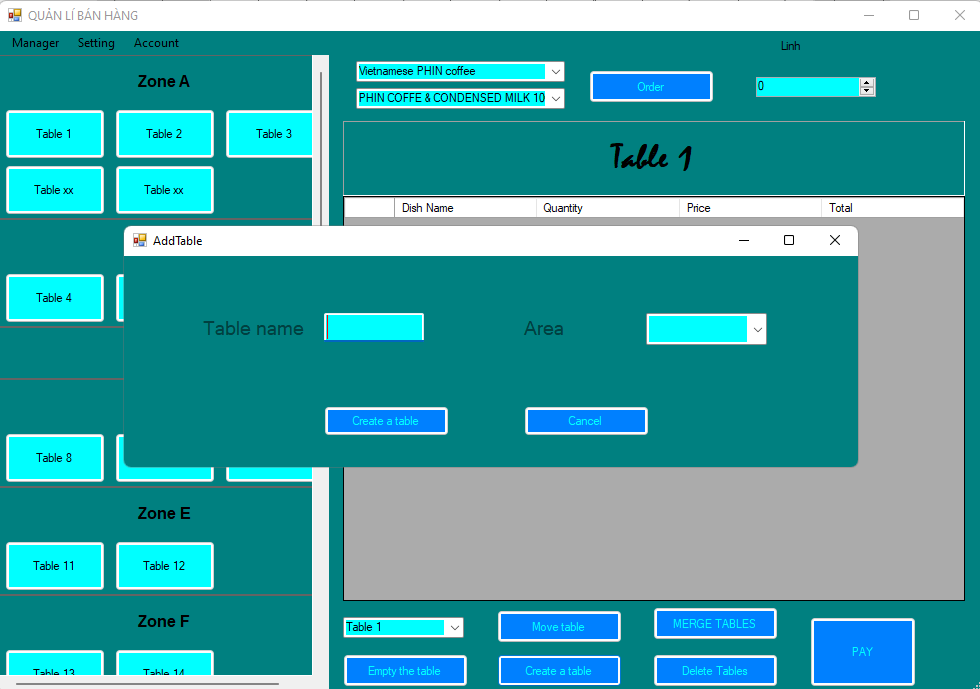 QUẢN LÍ BÁN HÀNG
Manager Setting Account
Linh
Zone A
Table 1 Table 2 Table 3
Table xx Table xx
Table 4
Table 8
Zone E
Table 11 Table 12
Zone F
Table 13 Table 14
Vietnamese PHIN coffee
PHIN COFFE & CONDENSED MILK 10
Order
0
Table 1
Dish Name Quantity Price Total
AddTable
Table name Area
Create a table Cancel
Table 1 Move table MERGE TABLES PAY
Empty the table Create a table Delete Tables